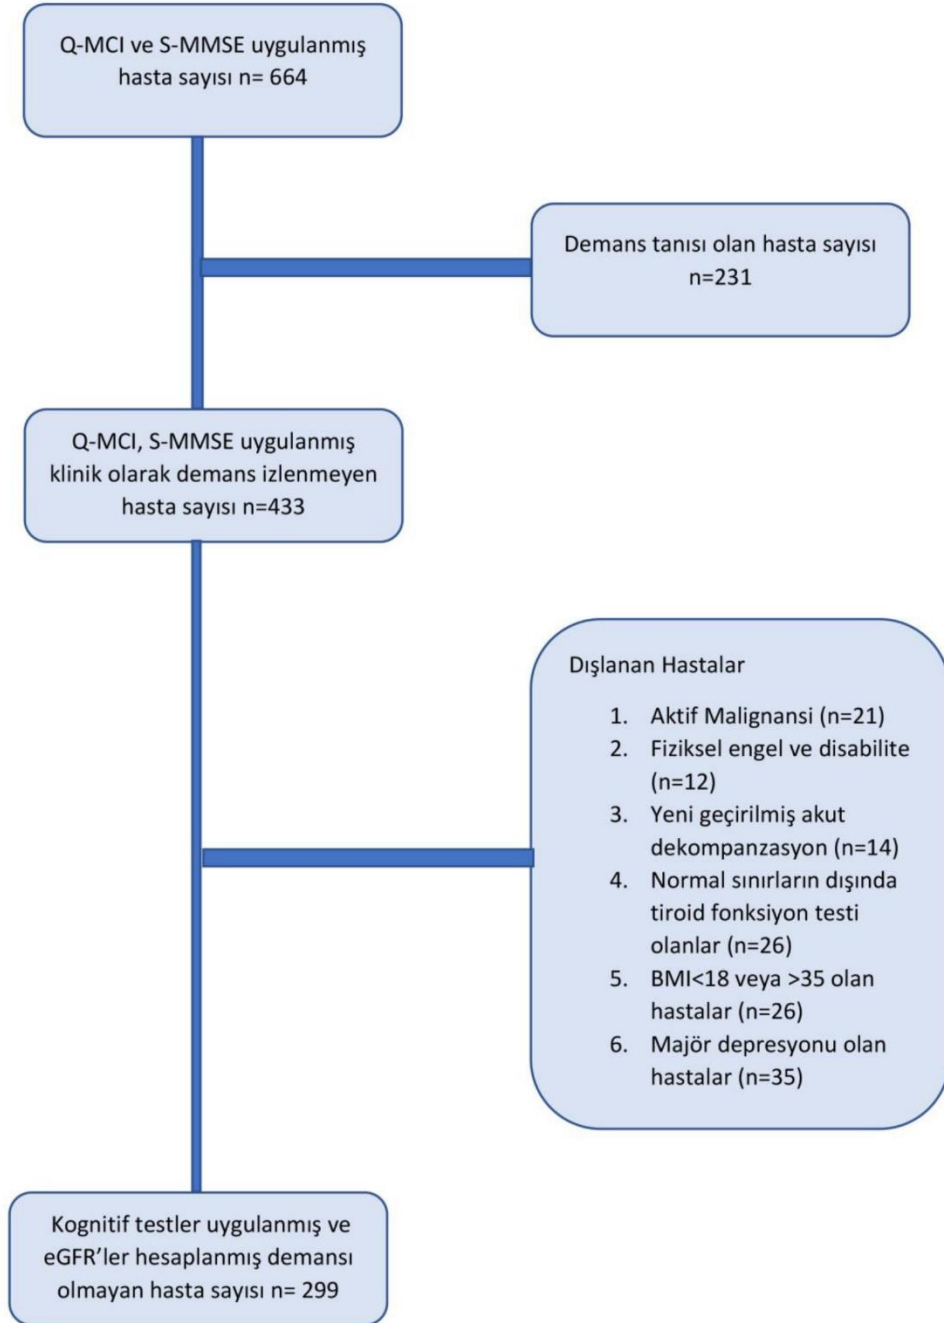 Q-MCI ve S-MMSE uygulanmış
hasta sayısı n= 664
Demans tanısı olan hasta sayısı
n=231
Q-MCI, S-MMSE uygulanmış
klinik olarak demans izlenmeyen
hasta sayısı n=433
Dışlanan Hastalar
1. Aktif Malignansi (n=21)
2. Fiziksel engel ve disabilite
(n=12)
3. Yeni geçirilmiş akut
dekompanzasyon (n=14)
4. Normal sınırların dışında
tiroid fonksiyon testi
olanlar (n=26)
5. BMI<18 veya >35 olan
hastalar (n=26)
6. Majör depresyonu olan
hastalar (n=35)
Kognitif testler uygulanmış ve
eGFR’ler hesaplanmış demansı
olmayan hasta sayısı n= 299